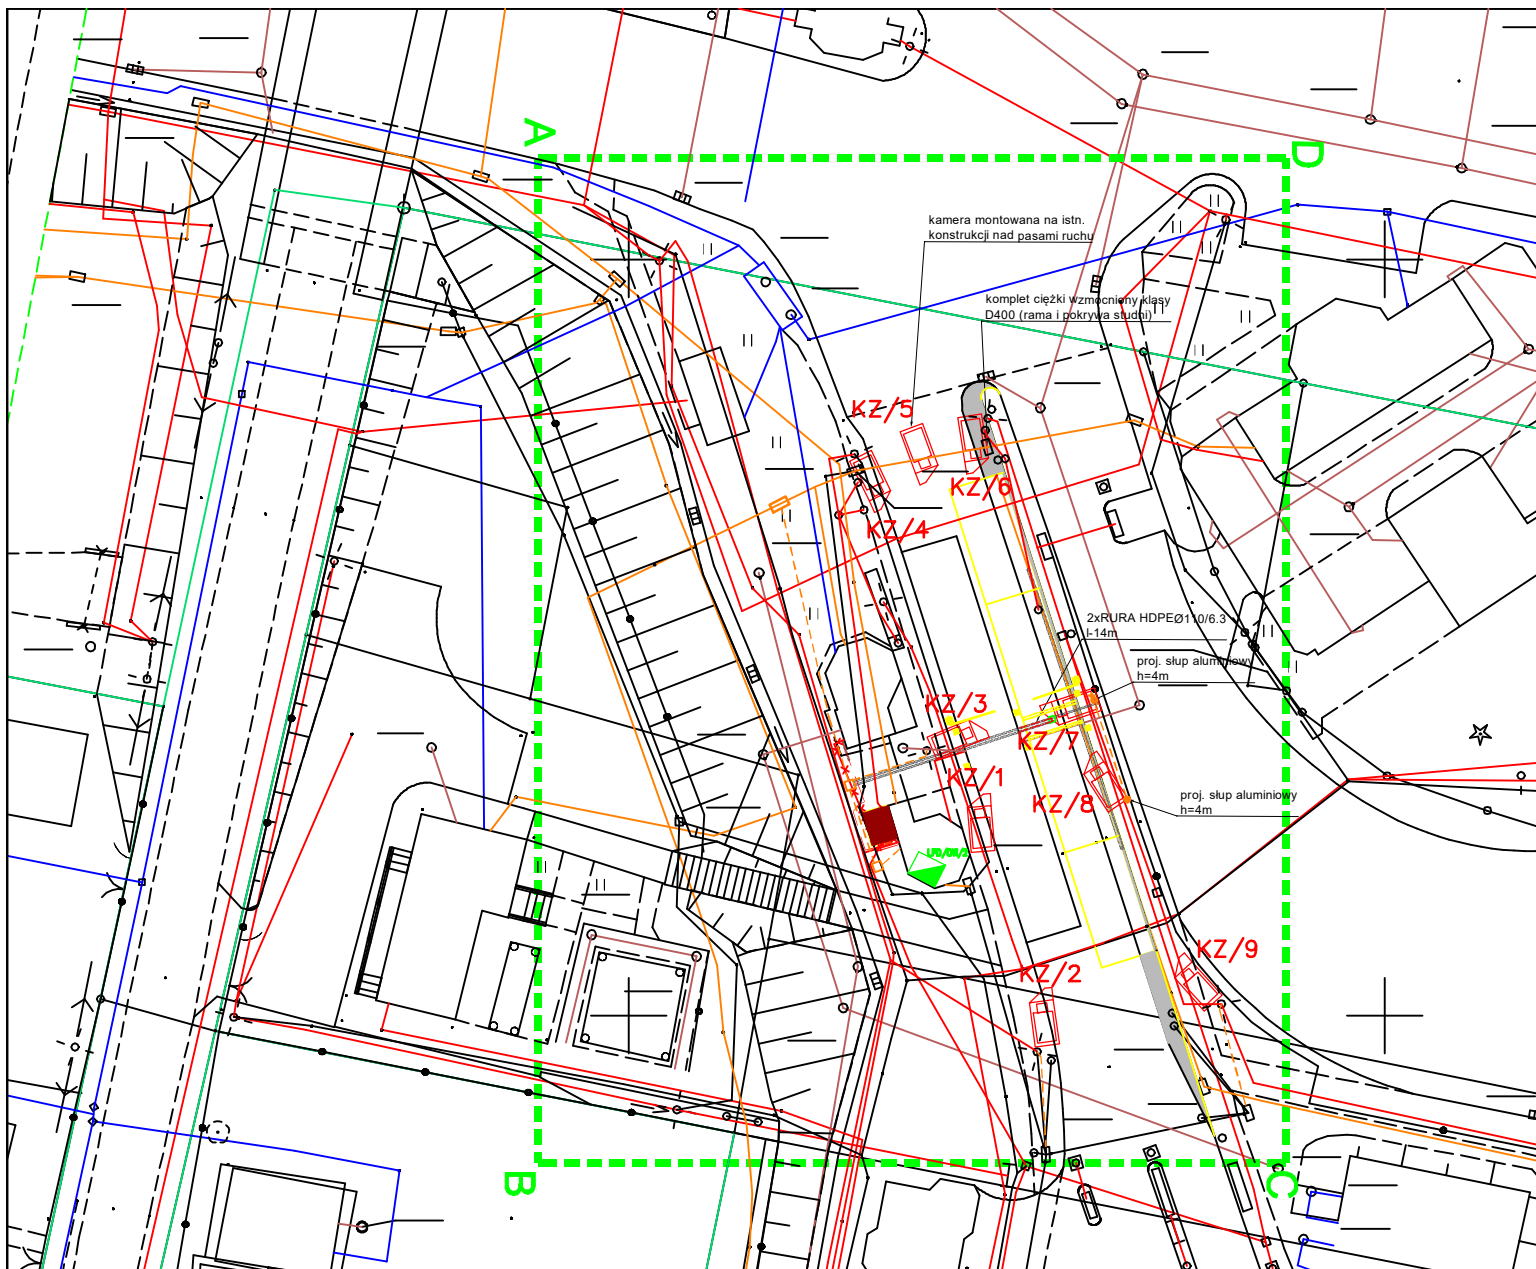 A
D
kamera montowana na istn.
konstrukcji nad pasami ruchu
komplet ciężki wzmocniony klasy
D400 (rama i pokrywa studni)
KZ/5
KZ/6
KZ/4
2xRURA HDPEØ110/6.3
l-14m
proj. słup aluminiowy
h=4m
KZ/3
KZ/7
KZ/1
KZ/8
proj. słup aluminiowy
h=4m
KZ/9
KZ/2
B
C